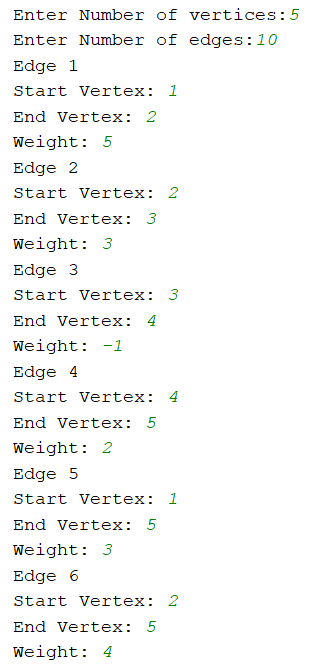 Enter Number of vertices:5
Enter Number of edges:10
Edge 1
Start Vertex: 1
End Vertex: 2
Weight: 5
Edge 2
Start Vertex: 2
End Vertex: 3
Weight: 3
Edge 3
Start Vertex: 3
End Vertex: 4
Weight: -1
Edge 4
Start Vertex: 4
End Vertex: 5
Weight: 2
Edge 5
Start Vertex: 1
End Vertex: 5
Weight: 3
Edge 6
Start Vertex: 2
End Vertex: 5
Weight: 4